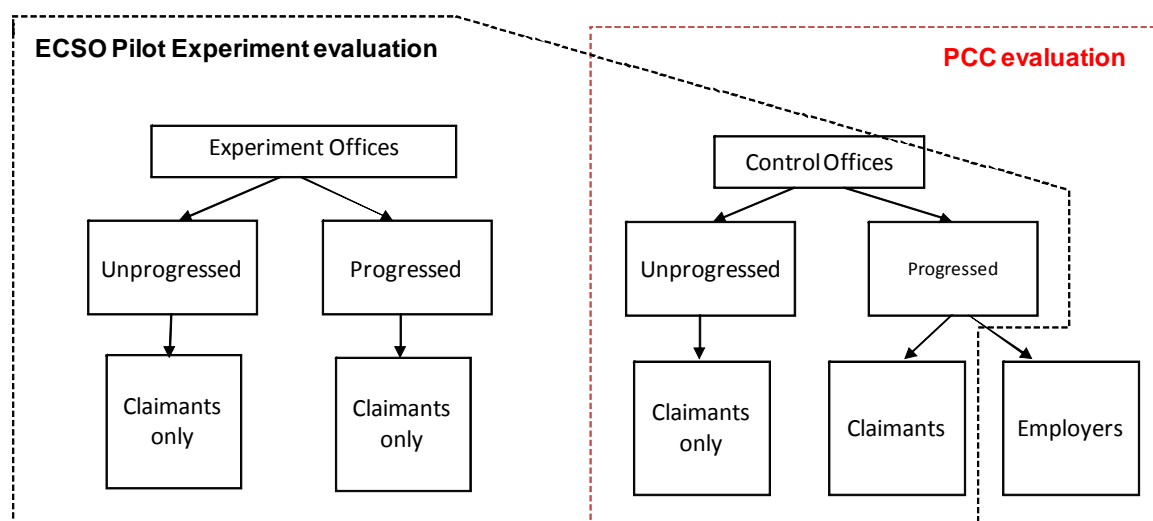 ECSO Pilot Experiment evaluation
PCC evaluation
Experiment Offices
Control Offices
Unprogressed
Progressed
Unprogressed
Progressed
Claimants
only
Claimants
only
Claimants
only
Claimants
Employers